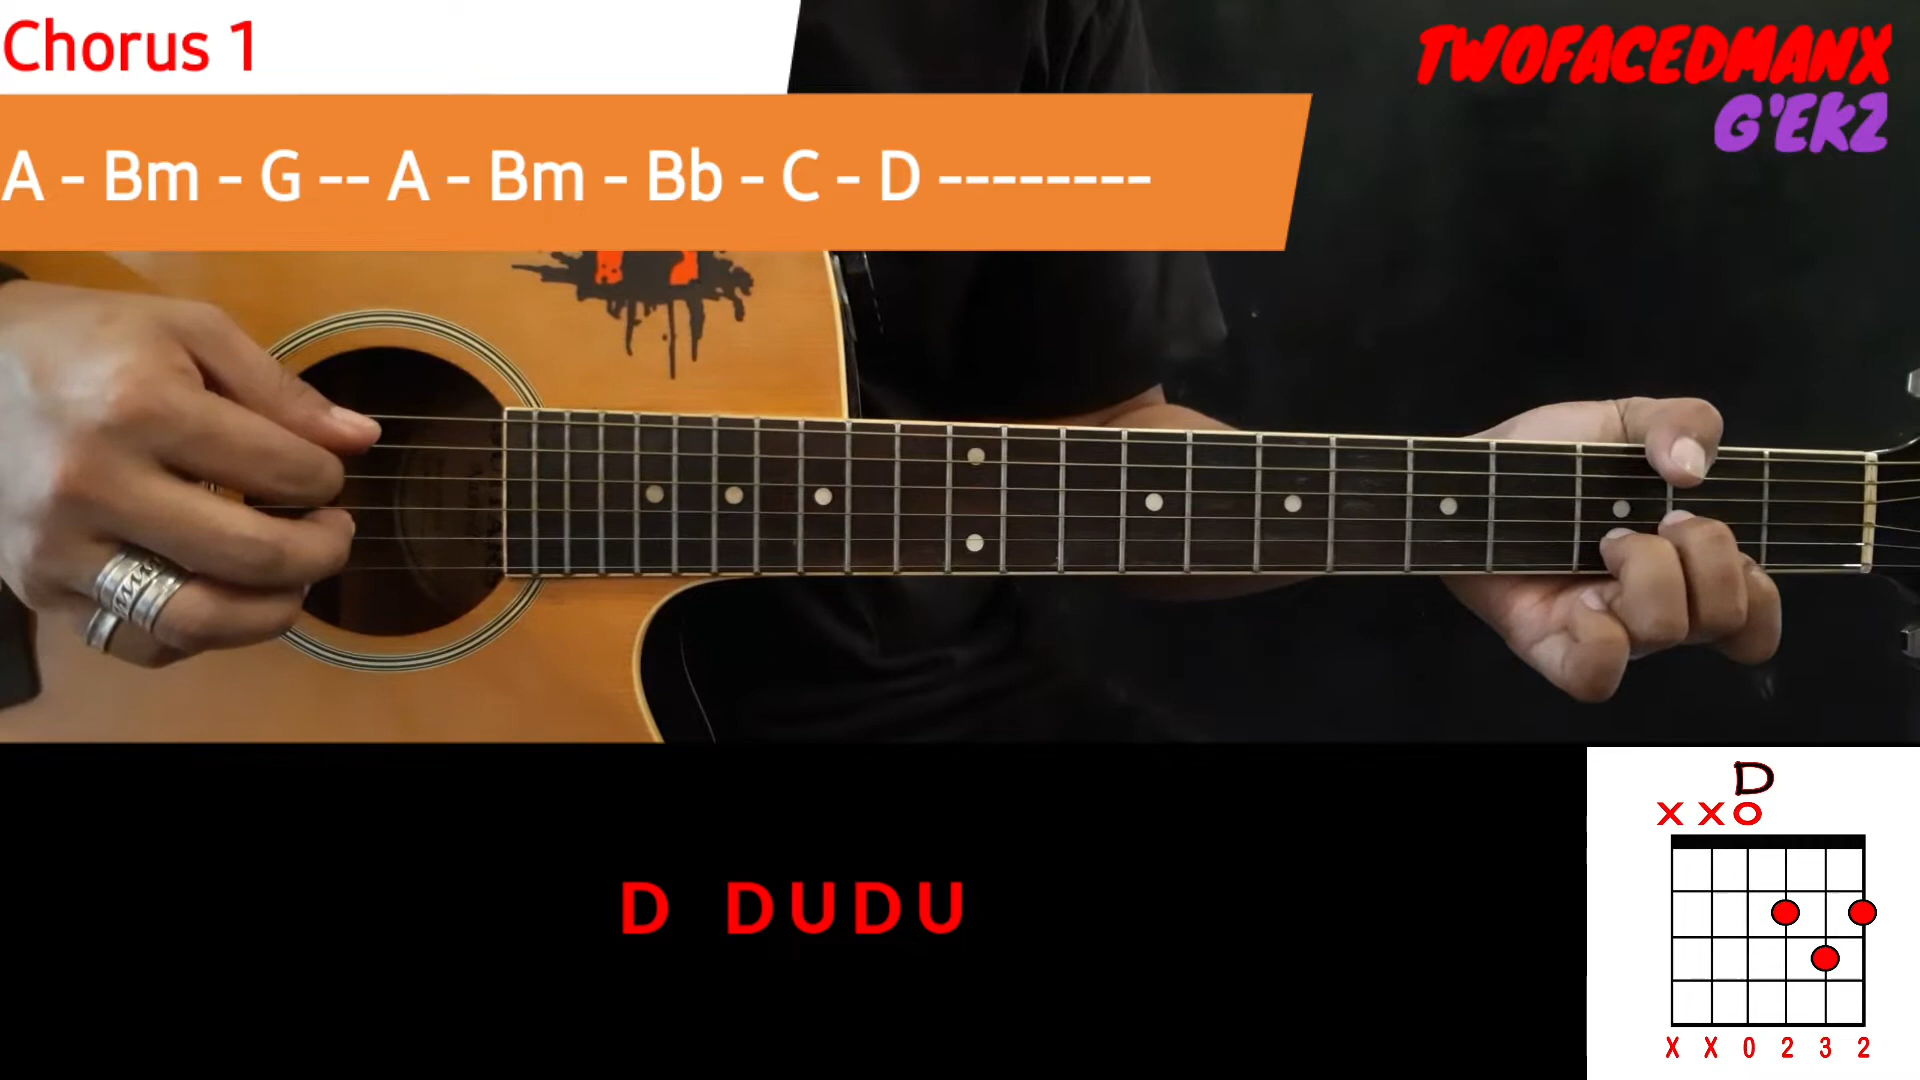 Chorus 1
TWOFACEDMANX
G'EKZ
A - Bm - G -- A - Bm - Bb - C - D --------
D
X X O
D DUDU
X X 0 2 3 2